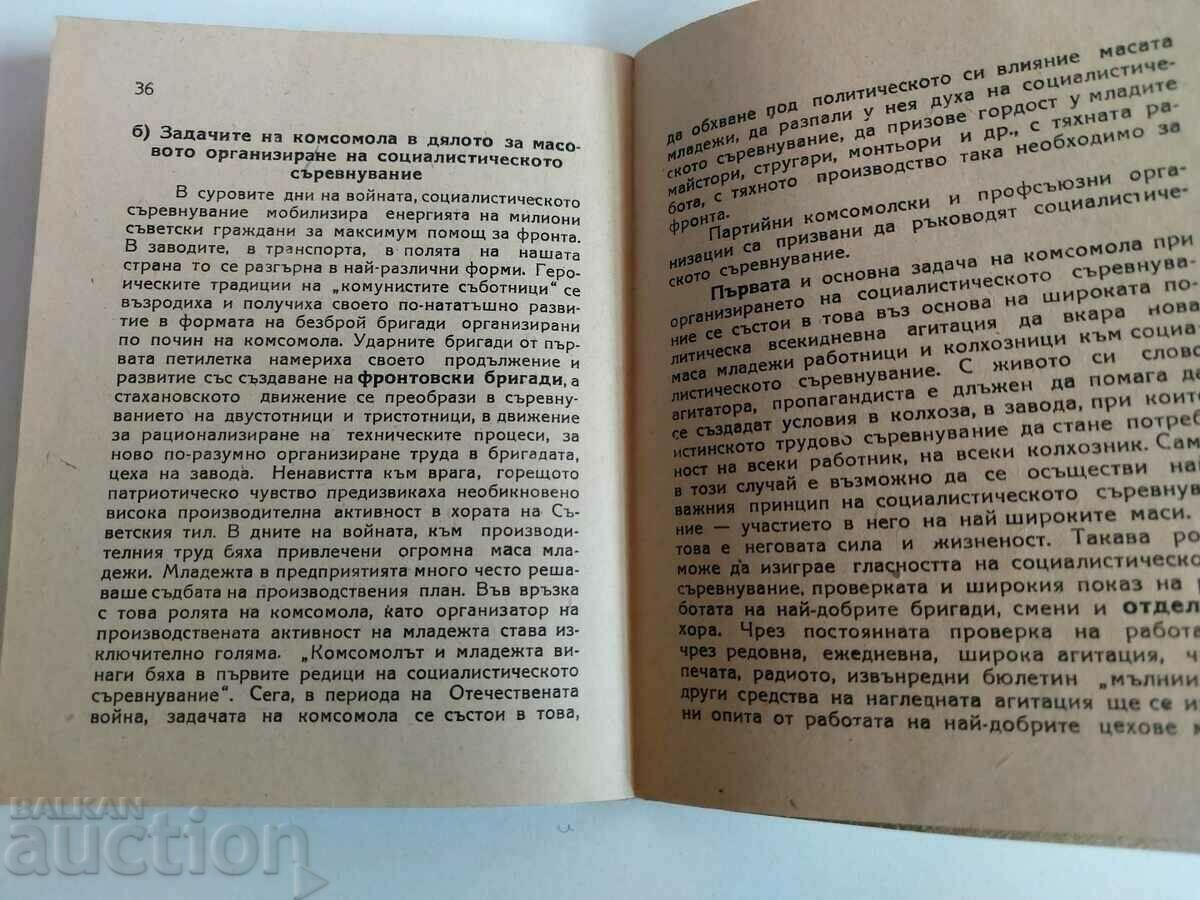 36
б) Задачите на комсомола в дялото за масо-
вото организиране на социалистическото
съревнувание
В суровите дни на войната, социалистическото
съревнувание мобилизира енергията на милиони
съветски граждани за максимум помощ за фронта.
В заводите, в транспорта, в полята на нашата
страна то се разгърна в най-различни форми. Геро-
ическите традиции на „комунистите съботници“ се
възродиха и получиха своето по-нататъшно разви-
тие в формата на безброй бригади организирани
по почин на комсомола. Ударните бригади от пър-
вата петилетка намериха своето продължение и
развитие със създаване на фронтовски бригади, а
стахановското движение се преобрази в съревну-
ванието на двустотници и тристотници, в движение
за рационализиране на техническите процеси, за
ново по-разумно организиране труда в бригадата,
цеха на завода. Ненавистта към врага, горещото
патриотическо чувство предизвикаха необикновено
висока производителна активност в хората на Съ-
ветския тил. В дните на войната, към производи-
телния труд бяха привлечени огромна маса мла-
дежи. Младежта в предприятията много често реша-
ваше съдбата на производствения план. Във връзка
с това ролята на комсомола, като организатор на
производствената активност на младежта става из-
ключително голяма. „Комсомолът и младежта ви-
наги бяха в първите редици на социалистическото
съревнувание“. Сега, в периода на Отечествената
война, задачата на комсомола се състои в това,
да обхване под политическото си влияние масата
младежи, да разпали у нея духа на социалистиче-
ското съревнувание, да призове гордост у младите
майстори, стругари, монтьори и др., с тяхната ра-
бота, с тяхното производство така необходимо за
фронта.
Партийни комсомолски и профсъюзни орга-
низации са призвани да ръководят социалистиче-
ското съревнувание.
Първата и основна задача на комсомола при
организирането на социалистическото съревнува-
ние се състои в това въз основа на широката по-
литическа всекидневна агитация да вкара нова
маса младежи работници и колхозници към социа-
листическото съревнувание. С живото си слово
агитатора, пропагандиста е длъжен да помага да
се създадат условия в колхоза, в завода, при които
истинското трудово съревнувание да стане потреб-
ност на всеки работник, на всеки колхозник. Сам
в този случай е възможно да се осъществи най
важния принцип на социалистическото съревнув
ние — участието в него на най широките маси.
това е неговата сила и жизненост. Такава ро
може да изиграе гласността на социалистическо
съревнувание, проверката и широкия показ на р
ботата на най-добрите бригади, смени и отдел
хора. Чрез постоянната проверка на работа
чрез редовна, ежедневна, широка агитация, ч
печата, радиото, извънредни бюлетин „мълнии
други средства на нагледната агитация ще се и
ни опита от работата на най-добрите цехове м
BALKAN
auction